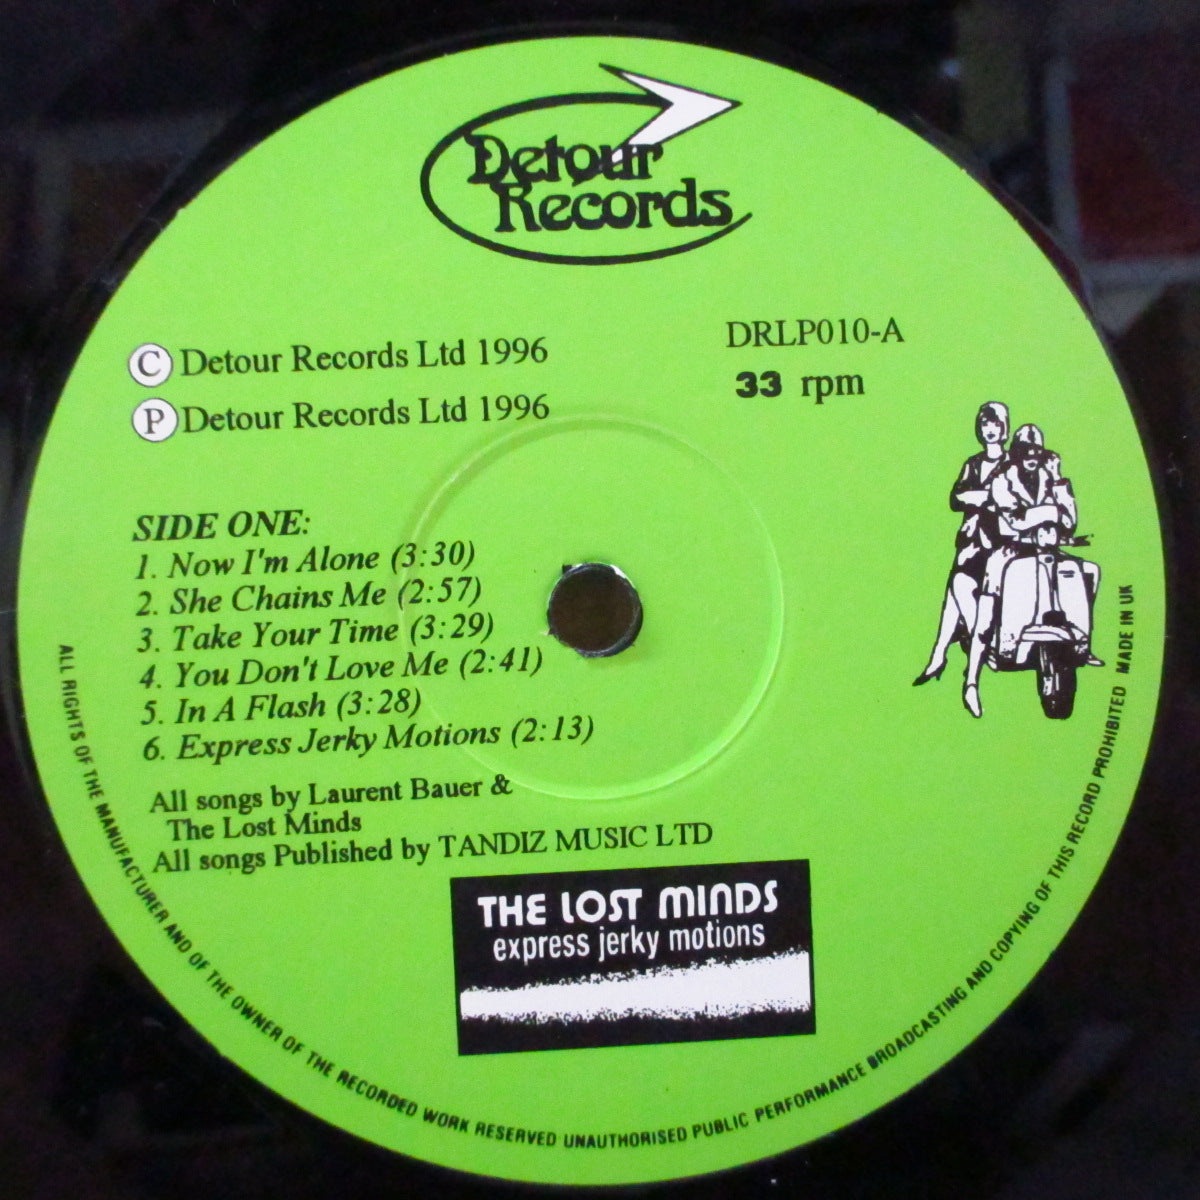 Detour
Records
C Detour Records Ltd 1996
P Detour Records Ltd 1996
DRLP010-A
33 rpm
SIDE ONE:
1. Now I'm Alone (3:30)
2. She Chains Me (2:57)
3. Take Your Time (3:29)
4. You Don't Love Me (2:41)
5. In A Flash (3:28)
6. Express Jerky Motions (2:13)
All songs by Laurent Bauer &
The Lost Minds
All songs Published by TANDIZ MUSIC LTD
THE LOST MINDS
express jerky motions
ALL RIGHTS OF THE MANUFACTURER AND OF THE OWNER OF THE RECORDED WORK RESERVED UNAUTHORISED PUBLIC PERFORMANCE BROADCASTING AND COPYING OF THIS RECORD PROHIBITED MADE IN UK